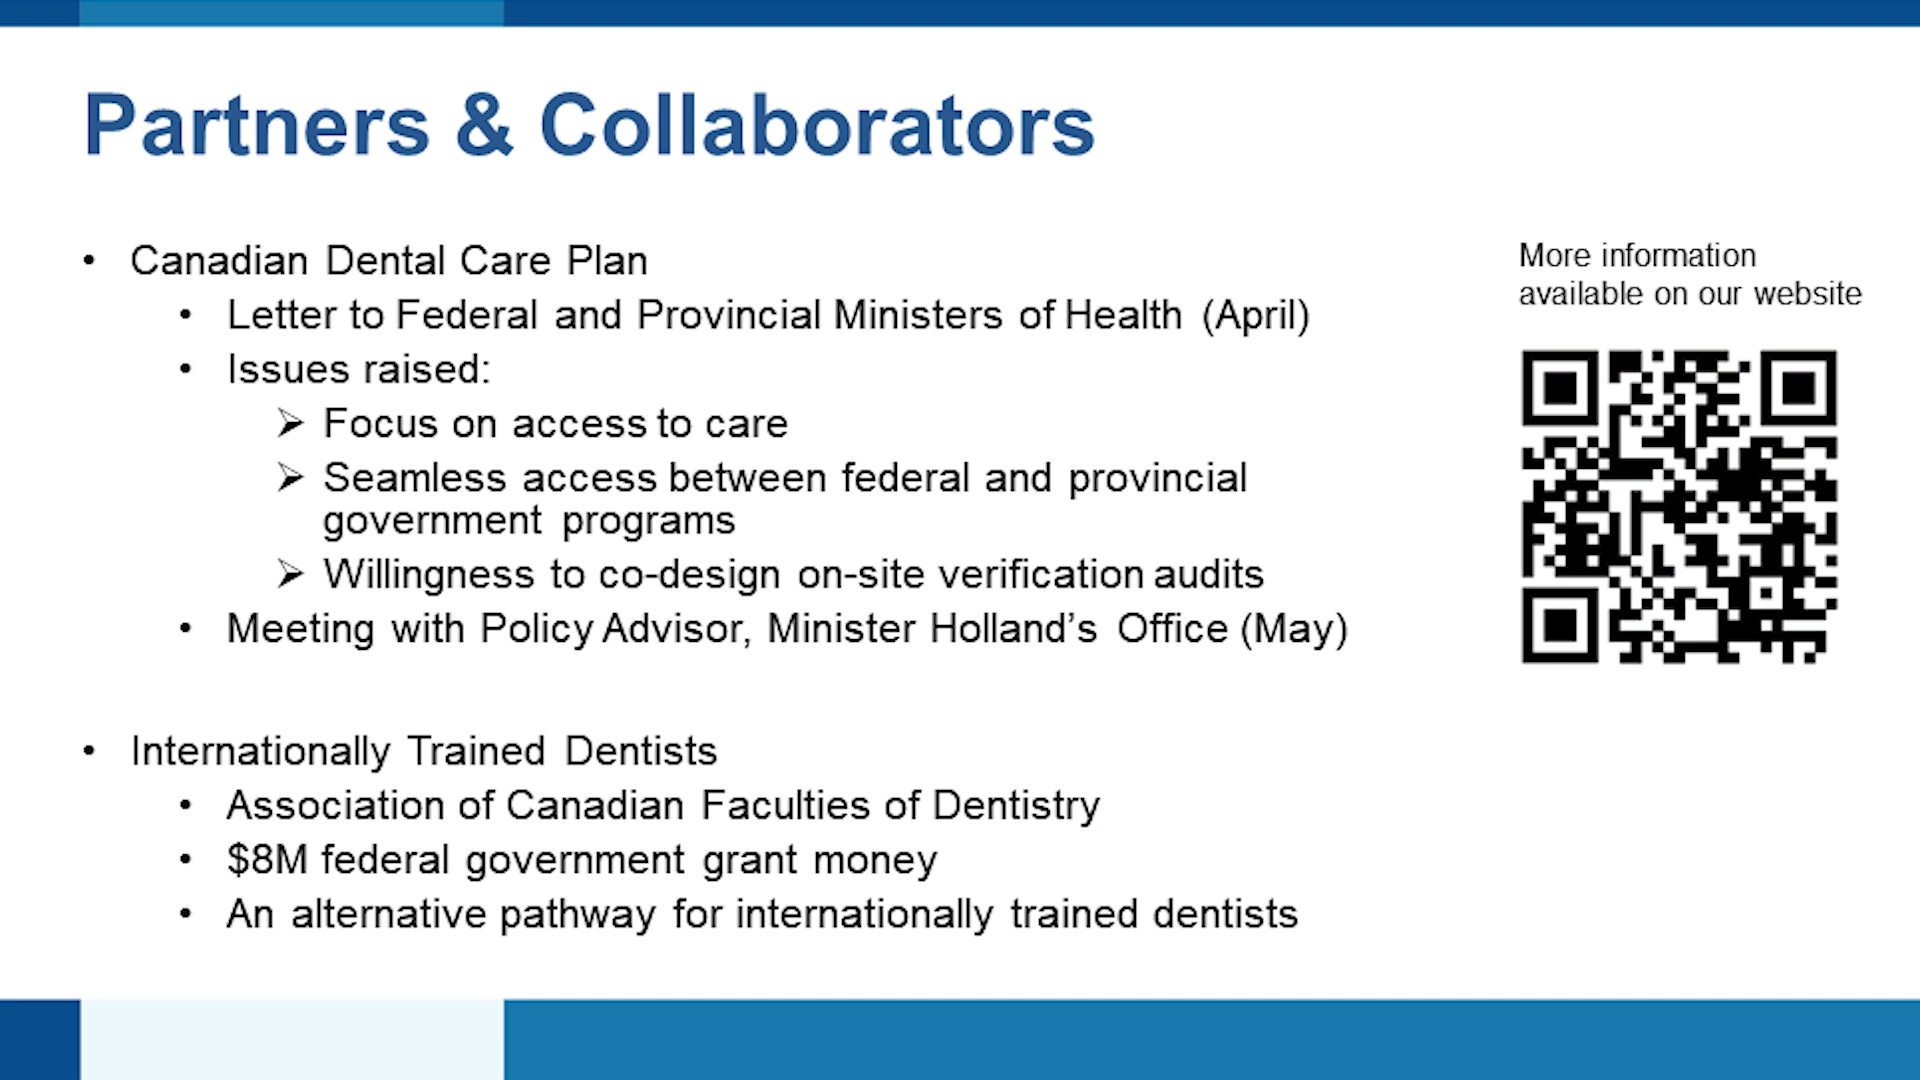 Partners & Collaborators
• Canadian Dental Care Plan
• Letter to Federal and Provincial Ministers of Health (April)
• Issues raised:
➢ Focus on access to care
➢ Seamless access between federal and provincial
government programs
➢ Willingness to co-design on-site verification audits
• Meeting with Policy Advisor, Minister Holland’s Office (May)
• Internationally Trained Dentists
• Association of Canadian Faculties of Dentistry
• $8M federal government grant money
• An alternative pathway for internationally trained dentists
More information
available on our website